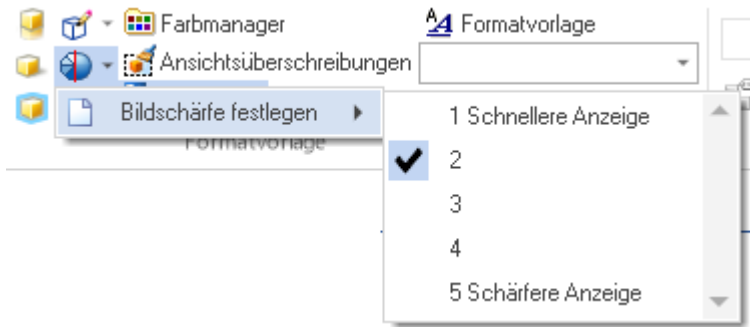 Farbmanager
Formatvorlage
Ansichtsüberschreibungen
Bildschärfe festlegen
1 Schnellere Anzeige
2
3
4
5 Schärfere Anzeige
Formatvorlage